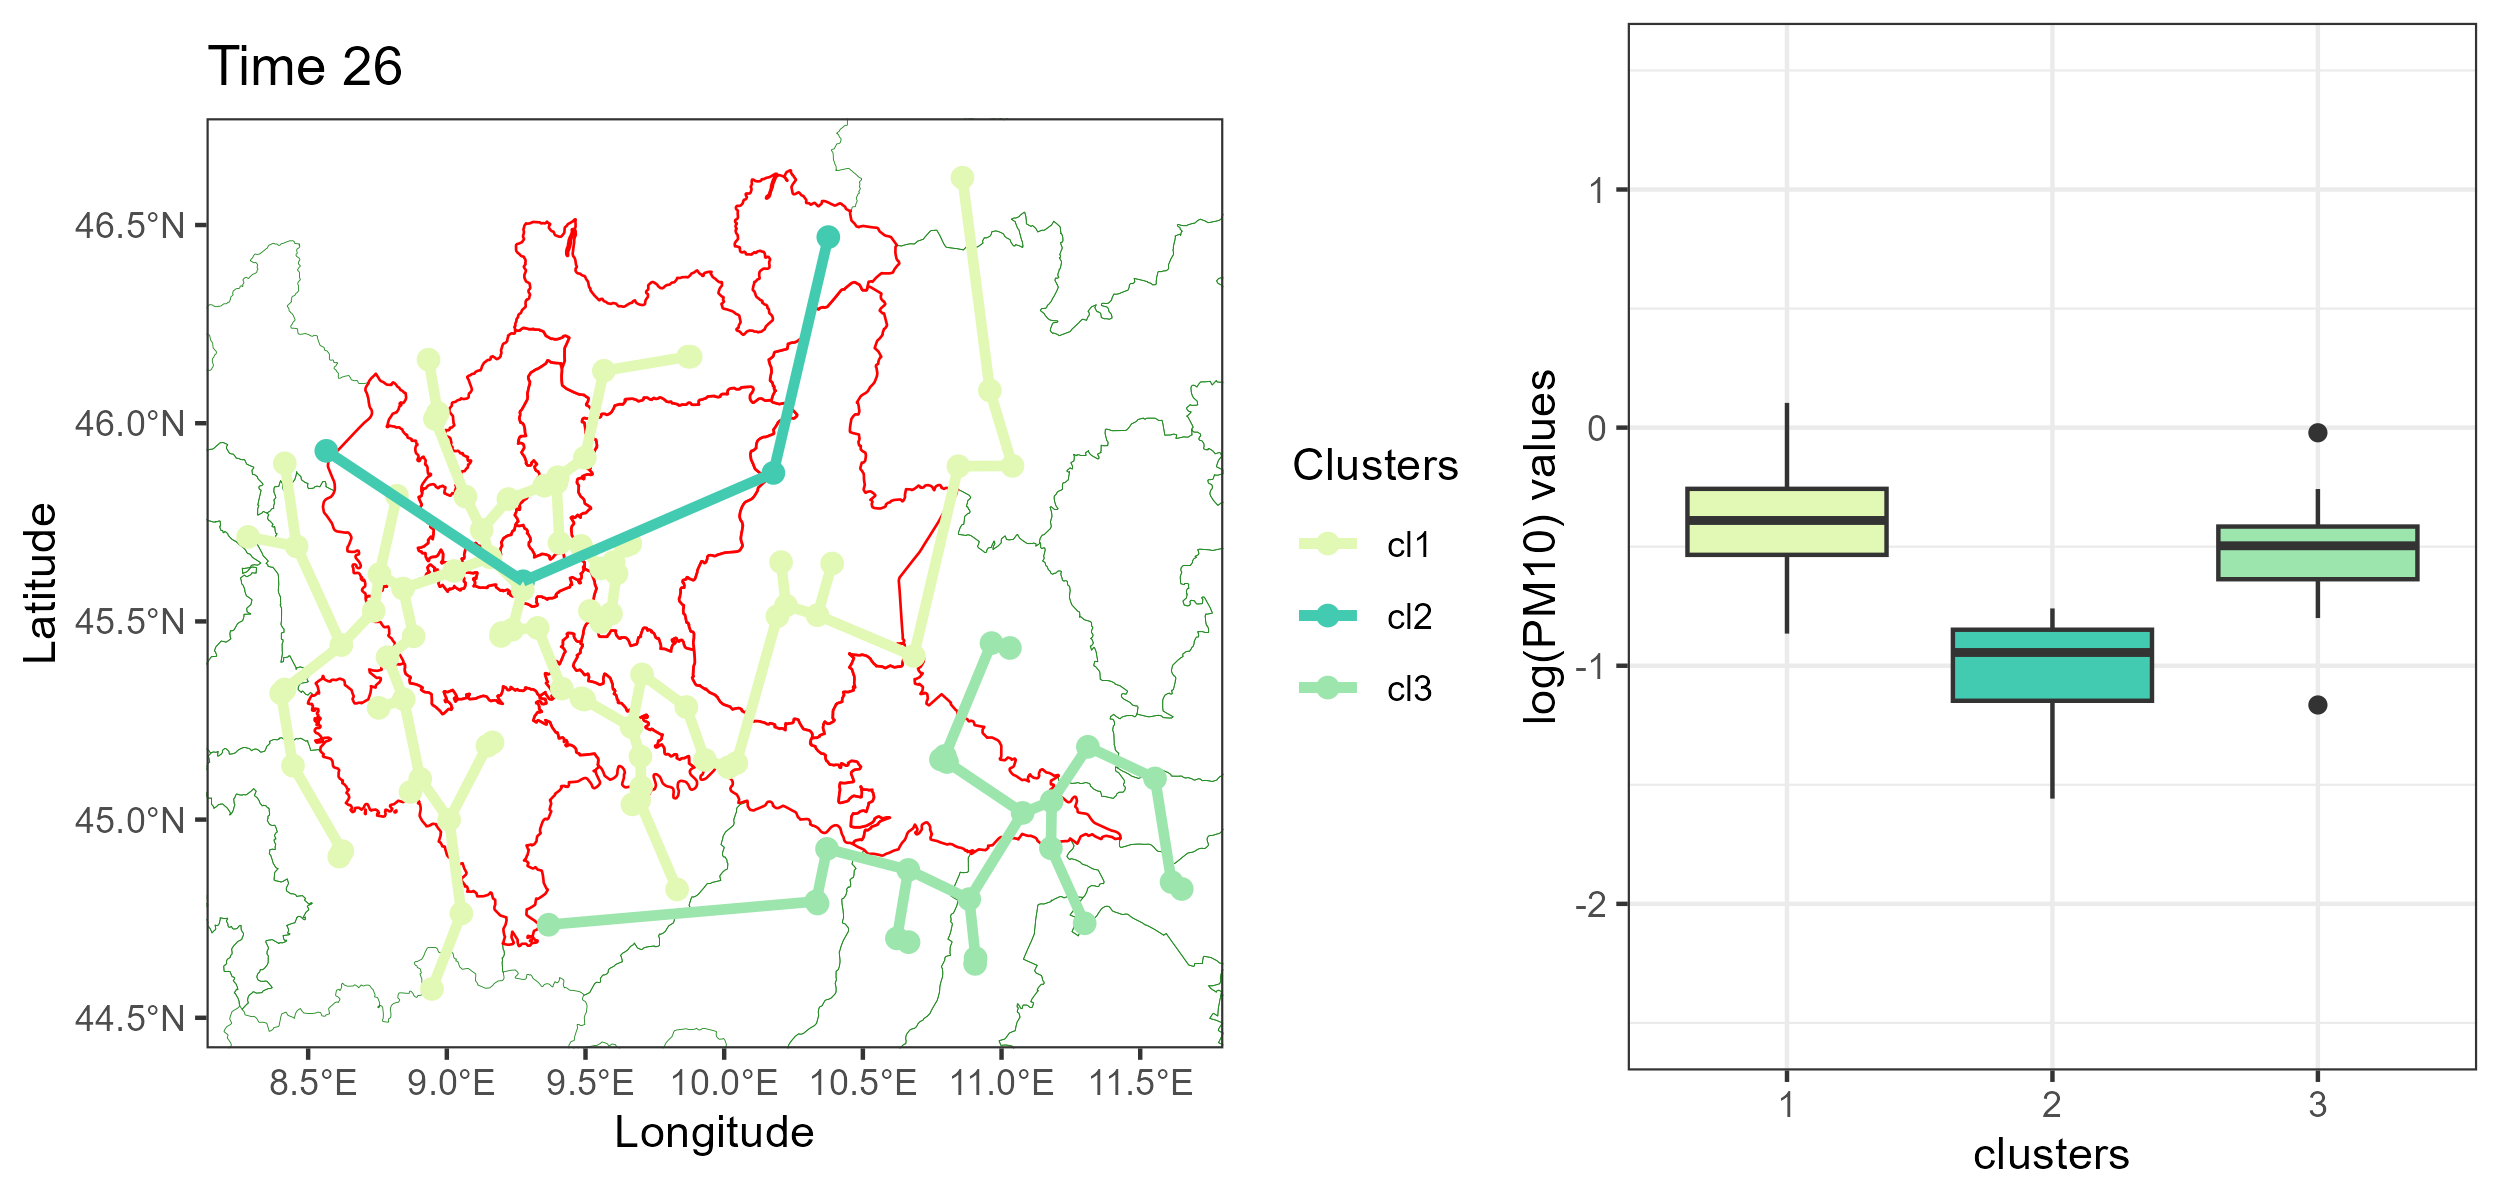 Time 26
Latitude
46.5°N
46.0°N
45.5°N
45.0°N
44.5°N
8.5°E 9.0°E 9.5°E 10.0°E 10.5°E 11.0°E 11.5°E
Longitude
Clusters
cl1
cl2
cl3
log(PM10) values
1
0
-1
-2
1 2 3
clusters